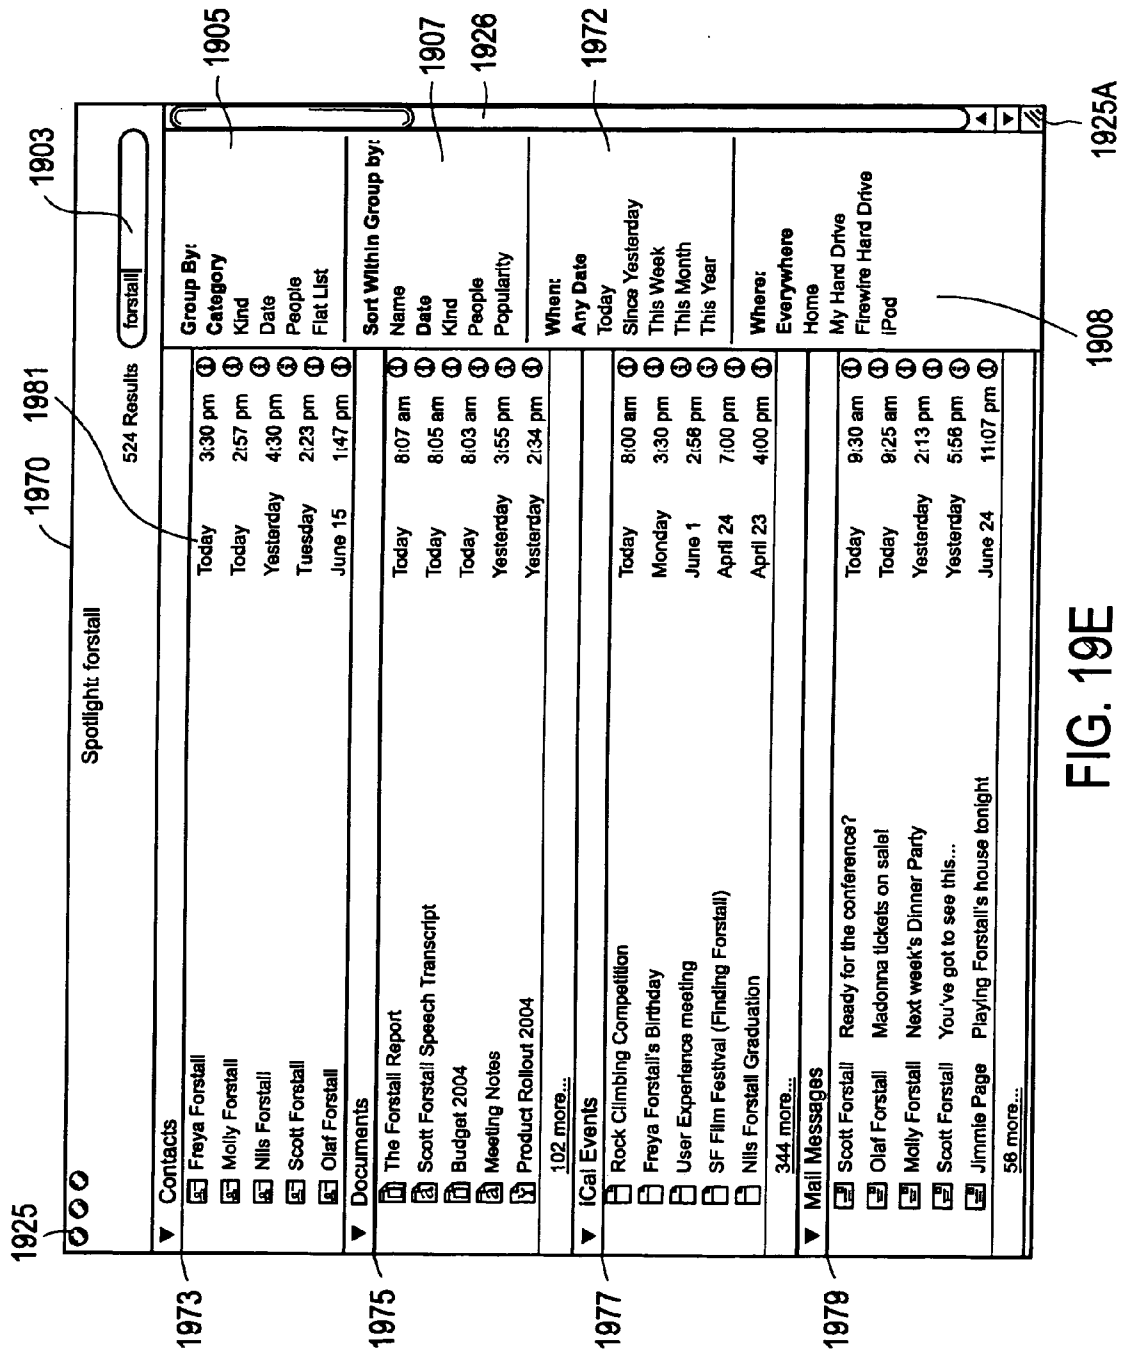 1925
1970
1981
1903
Spotlight: forstall
524 Results
forstall
1973
Contacts
Freya Forstall Today 3:30 pm
Molly Forstall Today 2:57 pm
Nils Forstall Yesterday 4:30 pm
Scott Forstall Tuesday 2:23 pm
Olaf Forstall June 15 1:47 pm
1975
Documents
The Forstall Report Today 8:07 am
Scott Forstall Speech Transcript Today 8:05 am
Budget 2004 Today 8:03 am
Meeting Notes Yesterday 3:55 pm
Product Rollout 2004 Yesterday 2:34 pm
102 more...
1977
iCal Events
Rock Climbing Competition Today 8:00 am
Freya Forstall's Birthday Monday 3:30 pm
User Experience meeting June 1 2:58 pm
SF Film Festival (Finding Forstall) April 24 7:00 pm
Nils Forstall Graduation April 23 4:00 pm
344 more...
1979
Mail Messages
Scott Forstall Ready for the conference? Today 9:30 am
Olaf Forstall Madonna tickets on sale! Today 9:25 am
Molly Forstall Next week's Dinner Party Yesterday 2:13 pm
Scott Forstall You've got to see this... Yesterday 5:56 pm
Jimmie Page Playing Forstall's house tonight June 24 11:07 pm
56 more...
Group By:
Category
Kind
Date
People
Flat List
1905
Sort Within Group by:
Name
Date
Kind
People
Popularity
1907
1926
When:
Any Date
Today
Since Yesterday
This Week
This Month
This Year
1972
Where:
Everywhere
Home
My Hard Drive
Firewire Hard Drive
iPod
1908
1925A
FIG. 19E